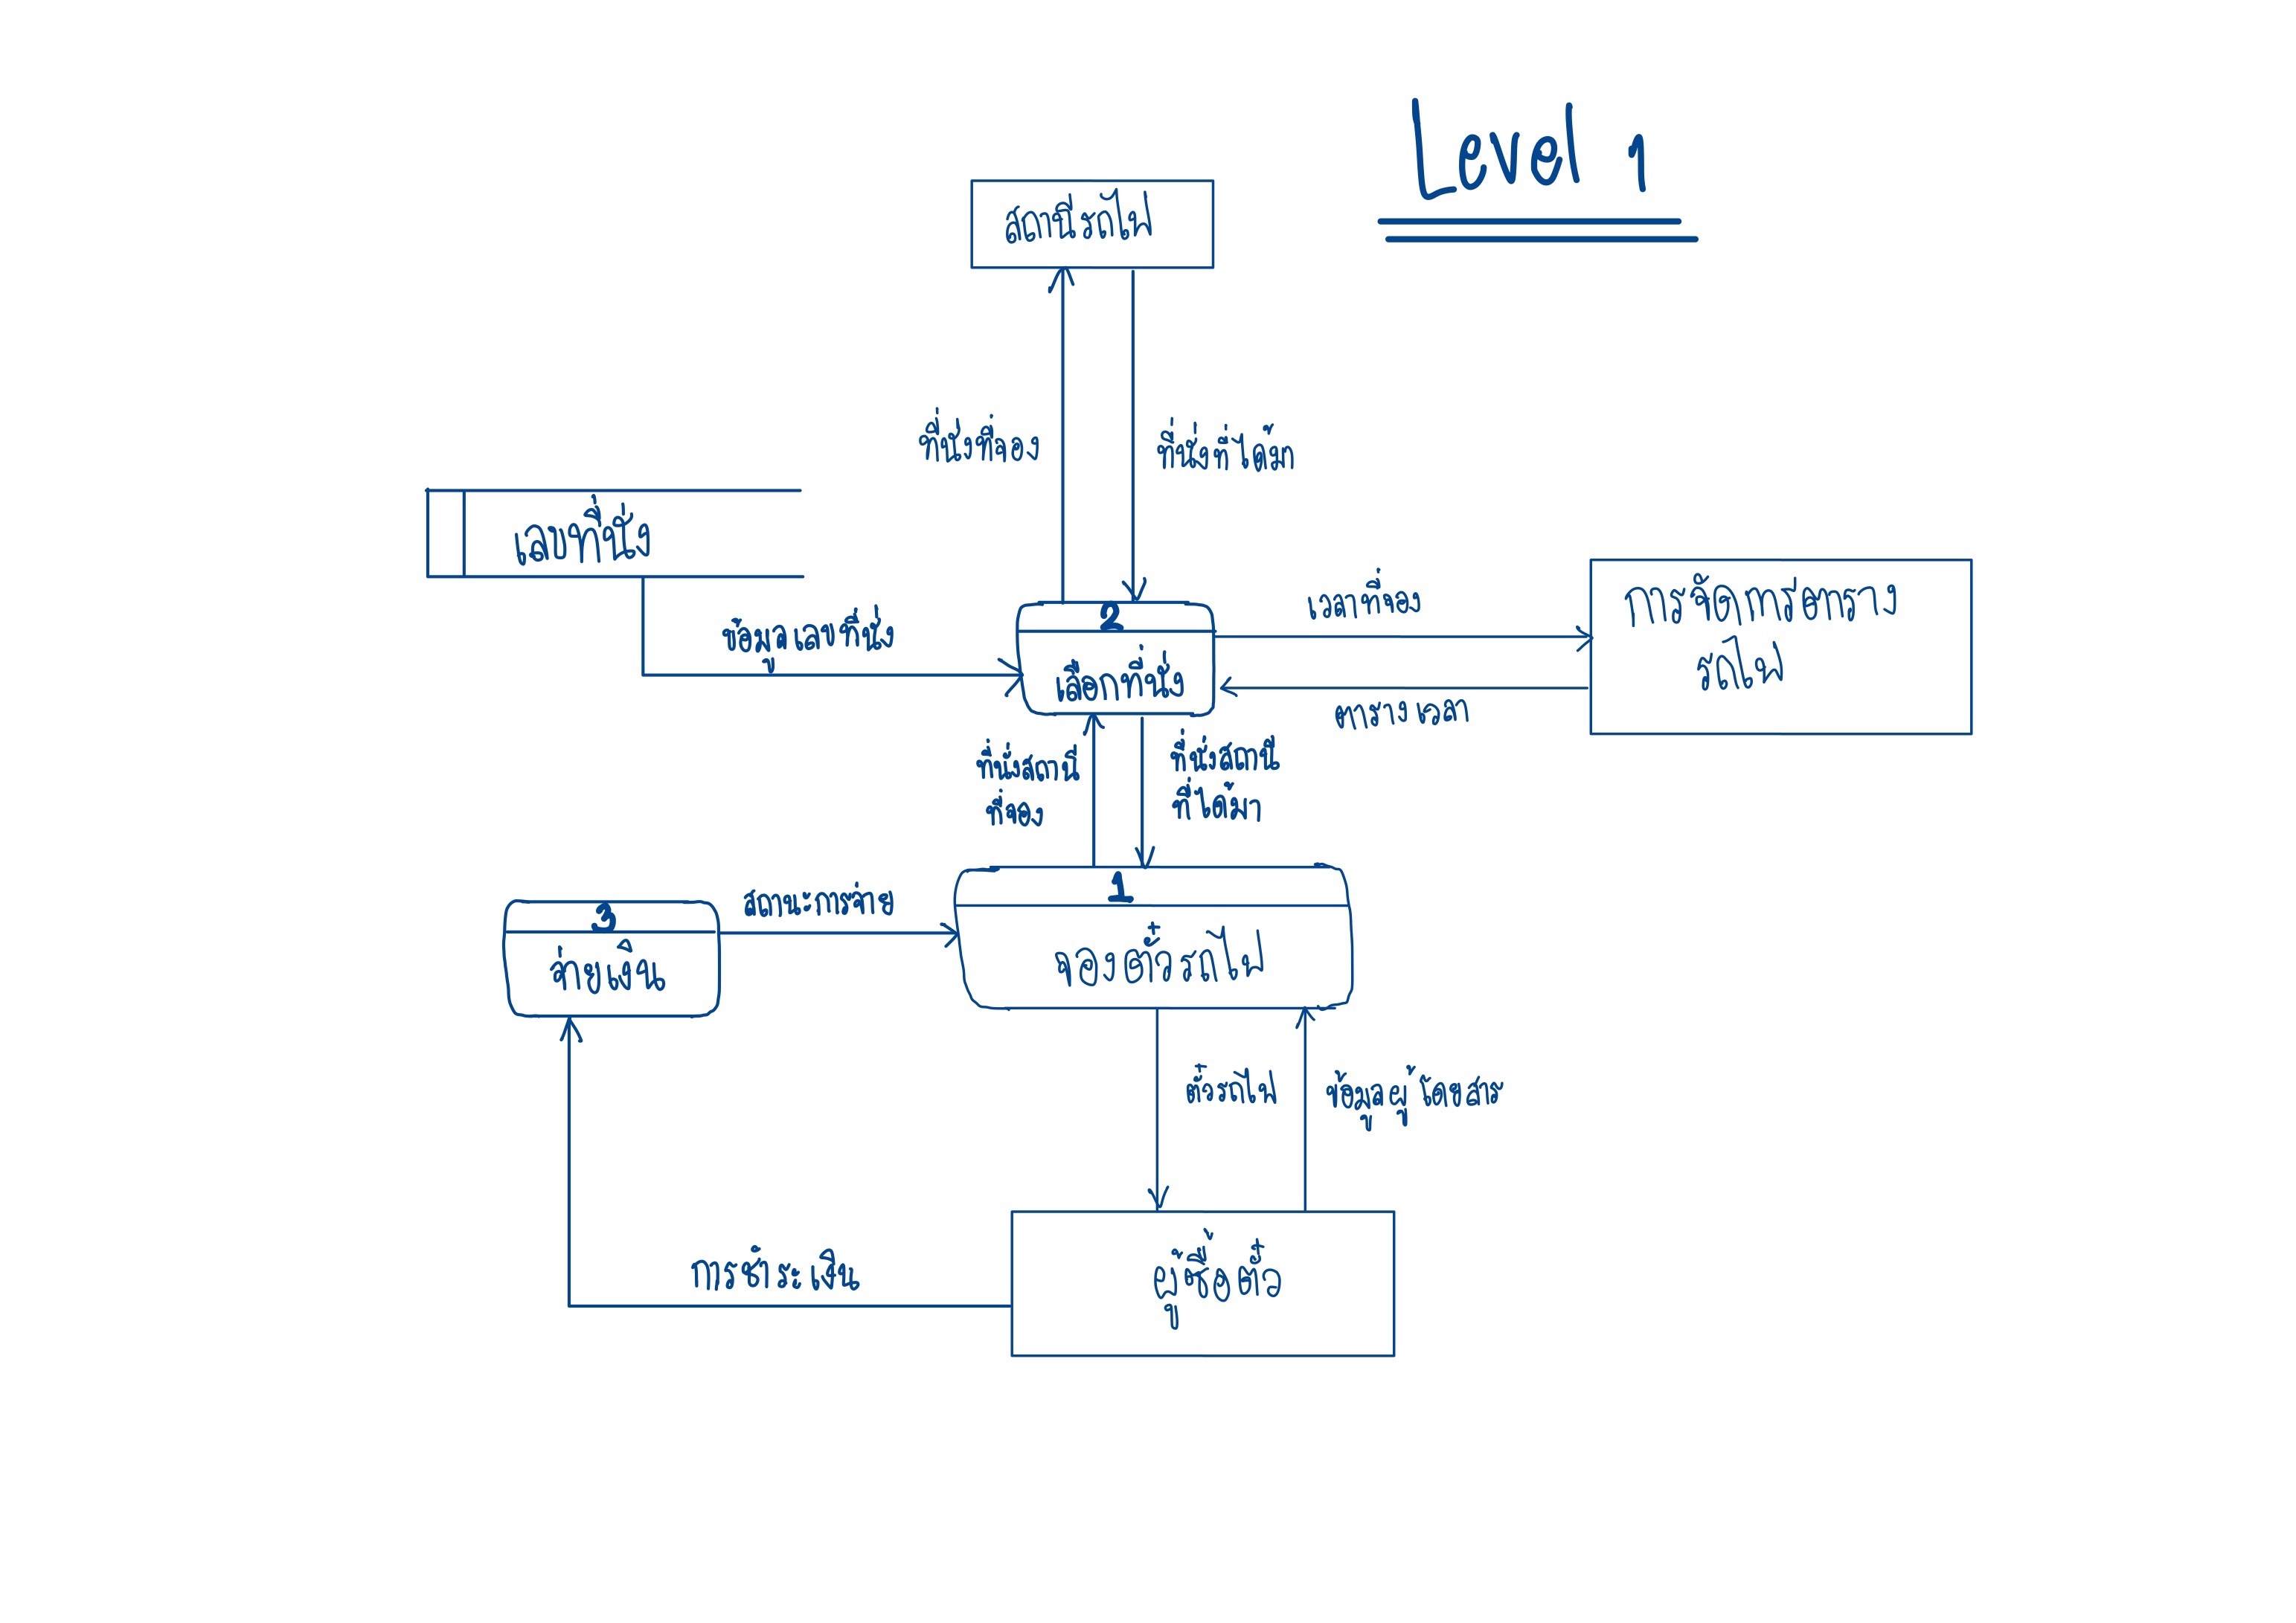 Level 1
สถานีรถไฟ
ที่นั่งที่จอง
ที่นั่งที่ได้มา
เลขที่นั่ง
ข้อมูลเลขที่นั่ง
2
เลือกที่นั่ง
เวลาที่จอง
ตารางเวลา
การจัดการตาราง
รถไฟ
ที่นั่งสถานี
ที่จอง
ที่นั่งสถานี
ที่ได้มา
3
จ่ายเงิน
สถานะการจ่าย
1
จองตั๋วรถไฟ
ตั๋วรถไฟ
ข้อมูลผู้โดยสาร
การชำระเงิน
ผู้ซื้อตั๋ว